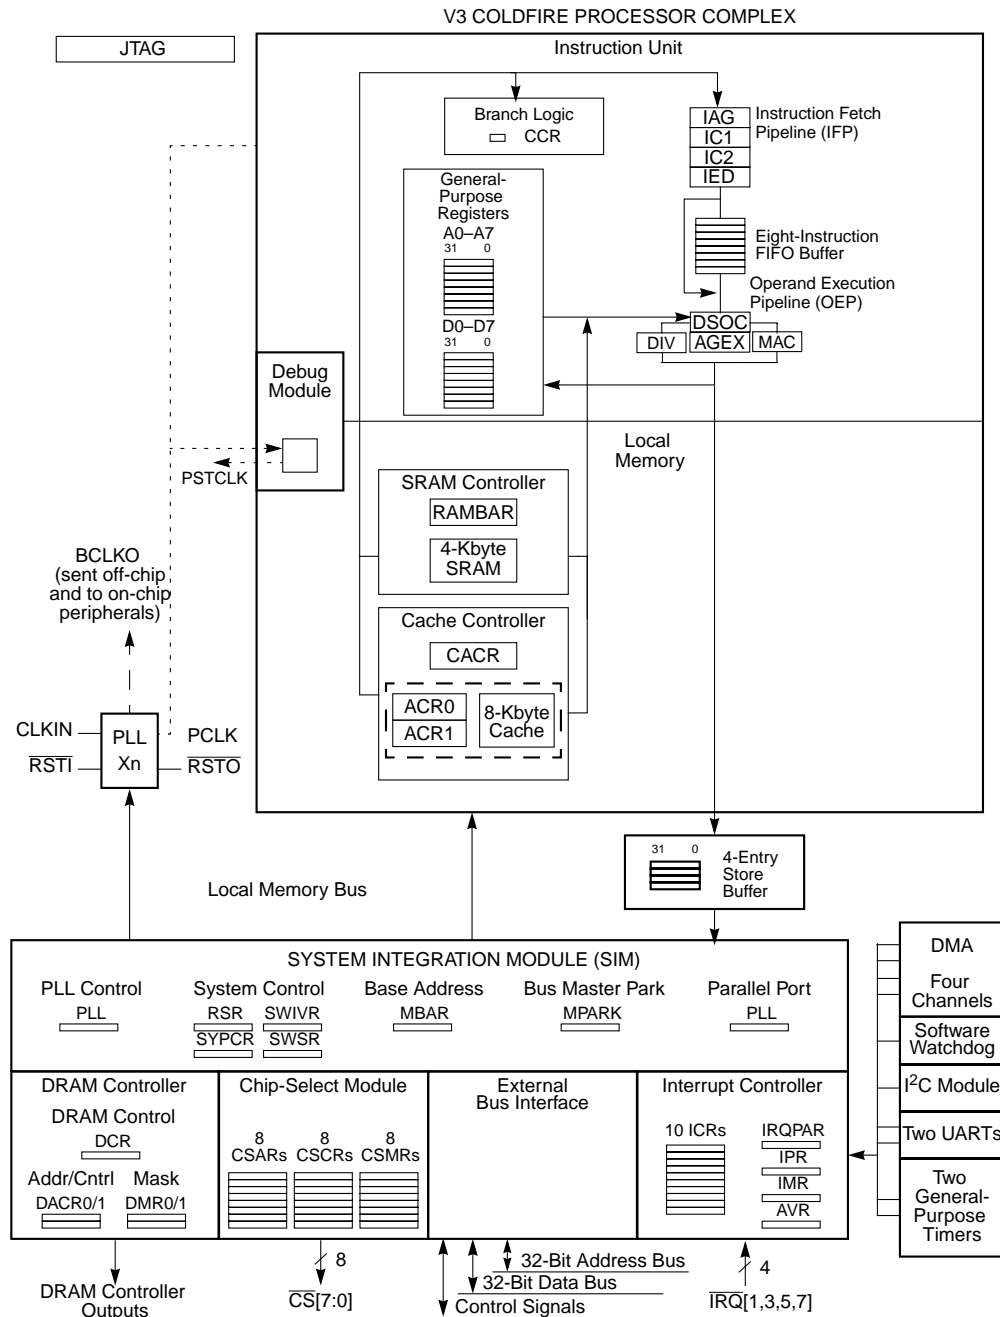 V3 COLDFIRE PROCESSOR COMPLEX
JTAG
Instruction Unit
Branch Logic
CCR
IAG
IC1
IC2
IED
Instruction Fetch
Pipeline (IFP)
General-
Purpose
Registers
A0–A7
31 0
Eight-Instruction
FIFO Buffer
Operand Execution
Pipeline (OEP)
D0–D7
31 0
DSOC
DIV
AGEX
MAC
Debug
Module
PSTCLK
Local
Memory
SRAM Controller
RAMBAR
4-Kbyte
SRAM
BCLKO
(sent off-chip
and to on-chip
peripherals)
Cache Controller
CACR
ACR0
ACR1
8-Kbyte
Cache
CLKIN
RSTI
PLL
Xn
PCLK
RSTO
31 0
4-Entry
Store
Buffer
Local Memory Bus
SYSTEM INTEGRATION MODULE (SIM)
PLL Control
PLL
System Control
RSR
SWIVR
SYPCR
SWSR
Base Address
MBAR
Bus Master Park
MPARK
Parallel Port
PLL
DMA
Four
Channels
Software
Watchdog
I2C Module
Two UARTs
Two
General-
Purpose
Timers
DRAM Controller
DRAM Control
DCR
Addr/Cntrl
DACR0/1
Mask
DMR0/1
Chip-Select Module
8
CSARs
8
CSCRs
8
CSMRs
External
Bus Interface
Interrupt Controller
10 ICRs
IRQPAR
IPR
IMR
AVR
DRAM Controller
Outputs
8
CS[7:0]
32-Bit Address Bus
32-Bit Data Bus
Control Signals
4
IRQ[1,3,5,7]